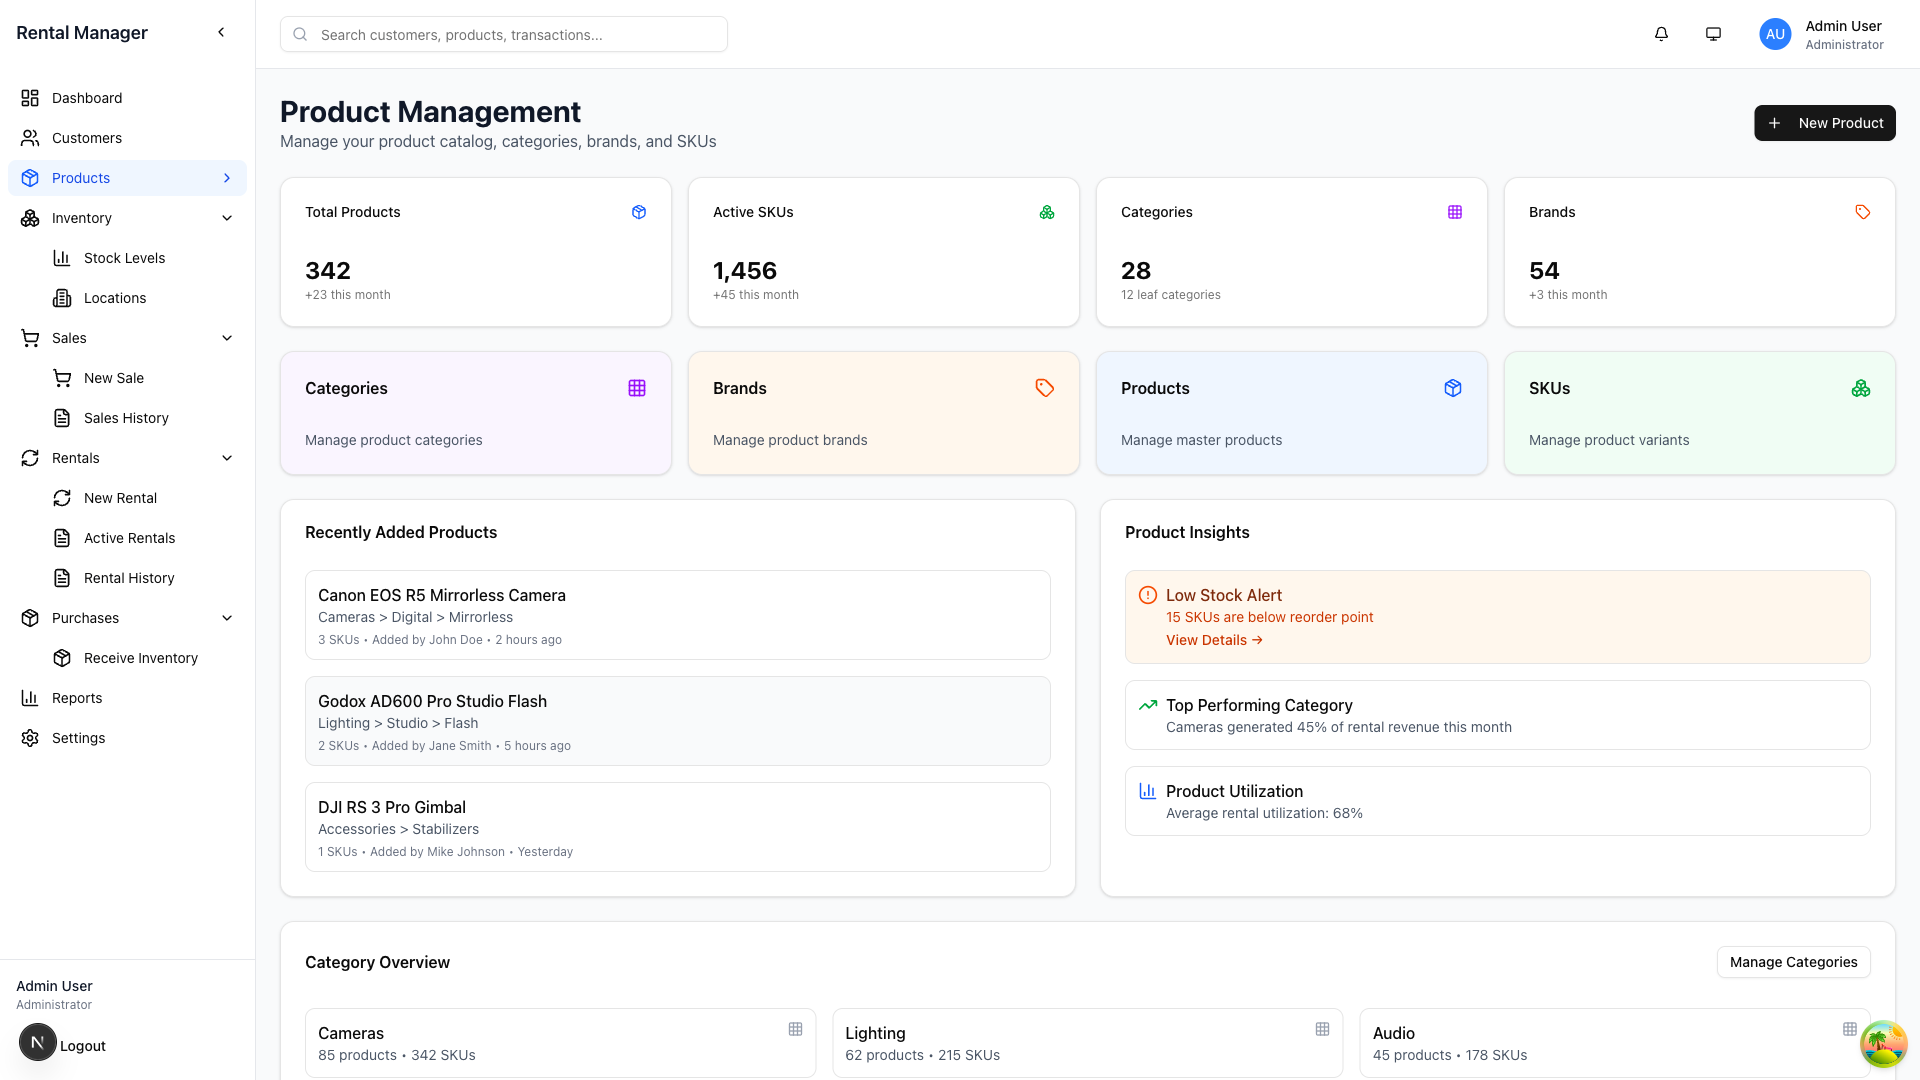 Rental Manager
Dashboard
Customers
Products
Inventory
Stock Levels
Locations
Sales
New Sale
Sales History
Rentals
New Rental
Active Rentals
Rental History
Purchases
Receive Inventory
Reports
Settings
Admin User
Administrator
N
Logout
Search customers, products, transactions...
AU
Admin User
Administrator
Product Management
Manage your product catalog, categories, brands, and SKUs
New Product
Total Products
342
+23 this month
Active SKUs
1,456
+45 this month
Categories
28
12 leaf categories
Brands
54
+3 this month
Categories
Manage product categories
Brands
Manage product brands
Products
Manage master products
SKUs
Manage product variants
Recently Added Products
Canon EOS R5 Mirrorless Camera
Cameras > Digital > Mirrorless
3 SKUs • Added by John Doe • 2 hours ago
Godox AD600 Pro Studio Flash
Lighting > Studio > Flash
2 SKUs • Added by Jane Smith • 5 hours ago
DJI RS 3 Pro Gimbal
Accessories > Stabilizers
1 SKUs • Added by Mike Johnson • Yesterday
Product Insights
Low Stock Alert
15 SKUs are below reorder point
View Details →
Top Performing Category
Cameras generated 45% of rental revenue this month
Product Utilization
Average rental utilization: 68%
Category Overview
Manage Categories
Cameras
85 products • 342 SKUs
Lighting
62 products • 215 SKUs
Audio
45 products • 178 SKUs